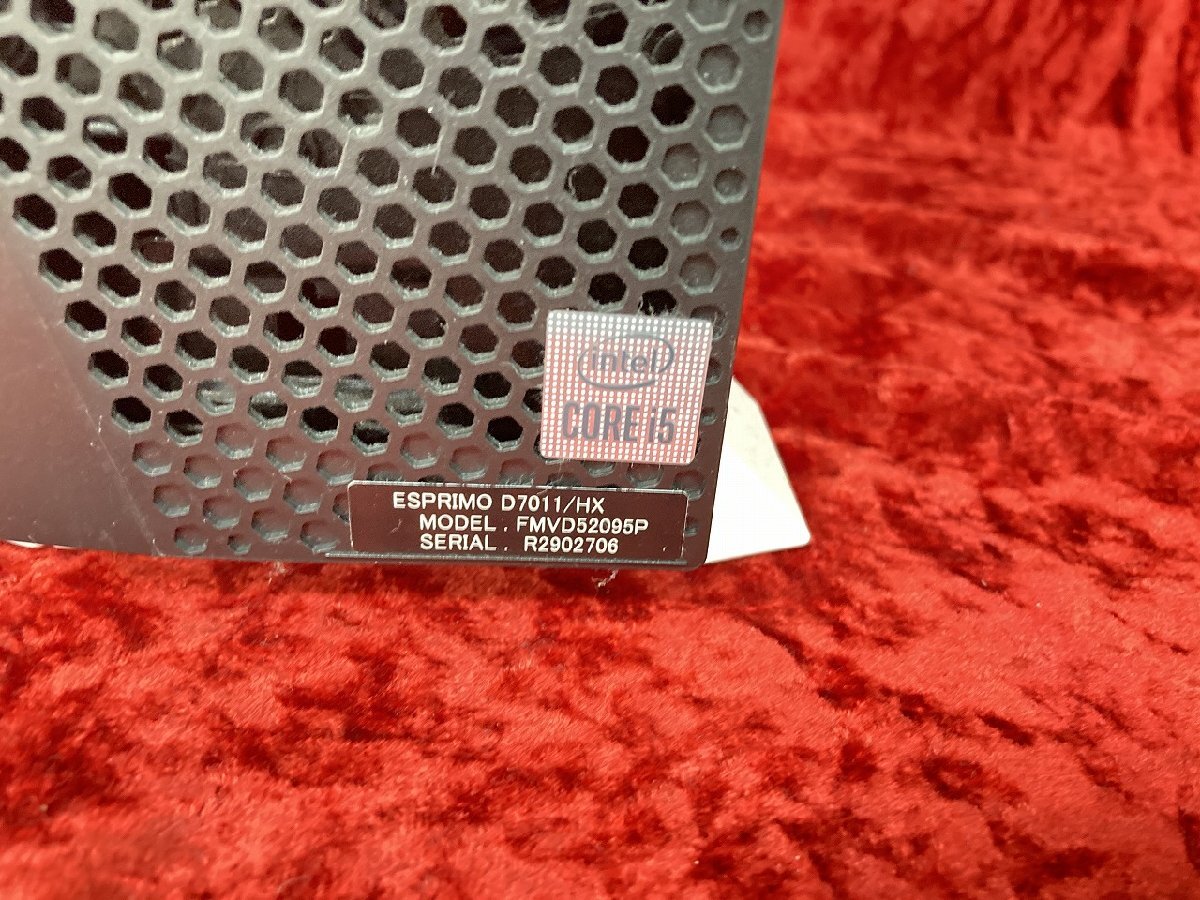 intel
CORE i5
ESPRIMO D7011/HX
MODEL . FMVD52095P
SERIAL . R2902706